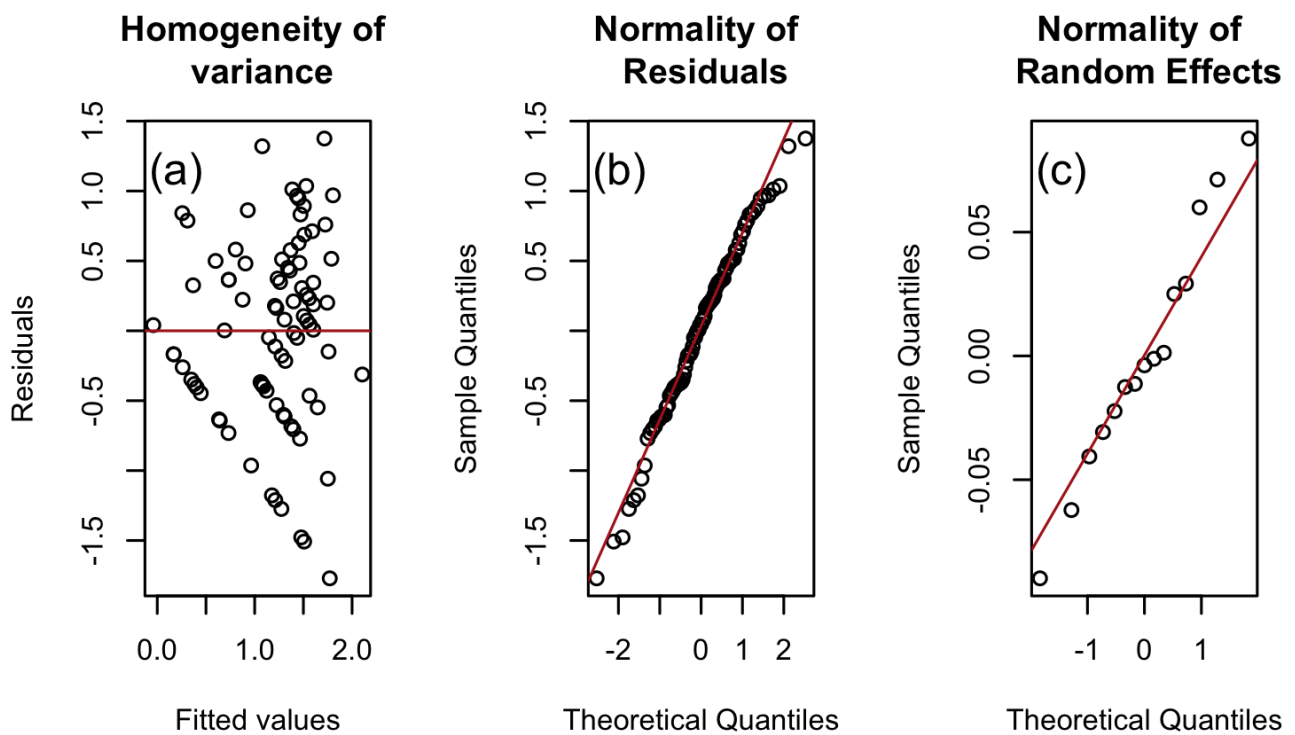 Homogeneity of
variance
(a)
Residuals
1.5
1.0
0.5
-0.5
-1.5
0.0
1.0
2.0
Fitted values
Normality of
Residuals
(b)
Sample Quantiles
1.5
1.0
0.5
-0.5
-1.5
-2
0
1
2
Theoretical Quantiles
Normality of
Random Effects
(c)
Sample Quantiles
0.05
0.00
-0.05
-1
0
1
Theoretical Quantiles